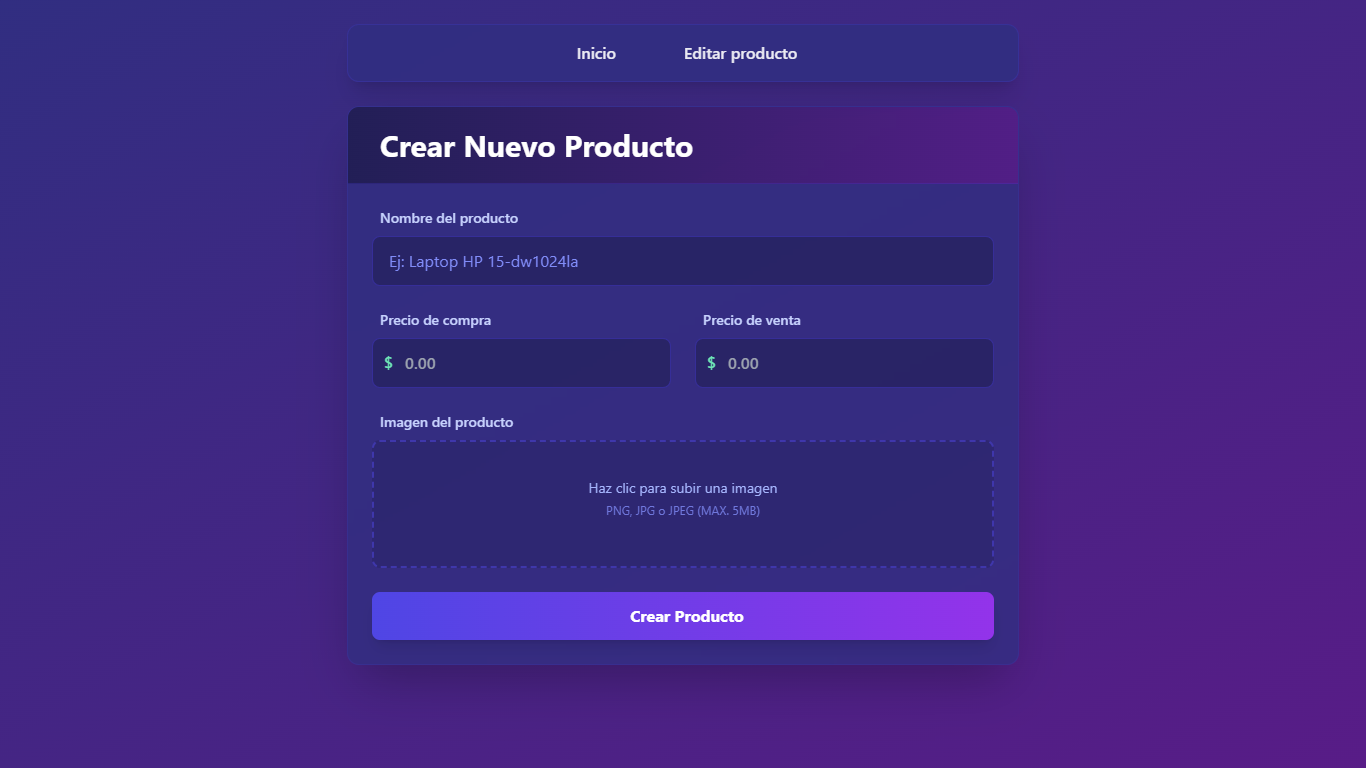 Inicio Editar producto
Crear Nuevo Producto
Nombre del producto
Ej: Laptop HP 15-dw1024la
Precio de compra Precio de venta
$ 0.00 $ 0.00
Imagen del producto
Haz clic para subir una imagen
PNG, JPG o JPEG (MAX. 5MB)
Crear Producto